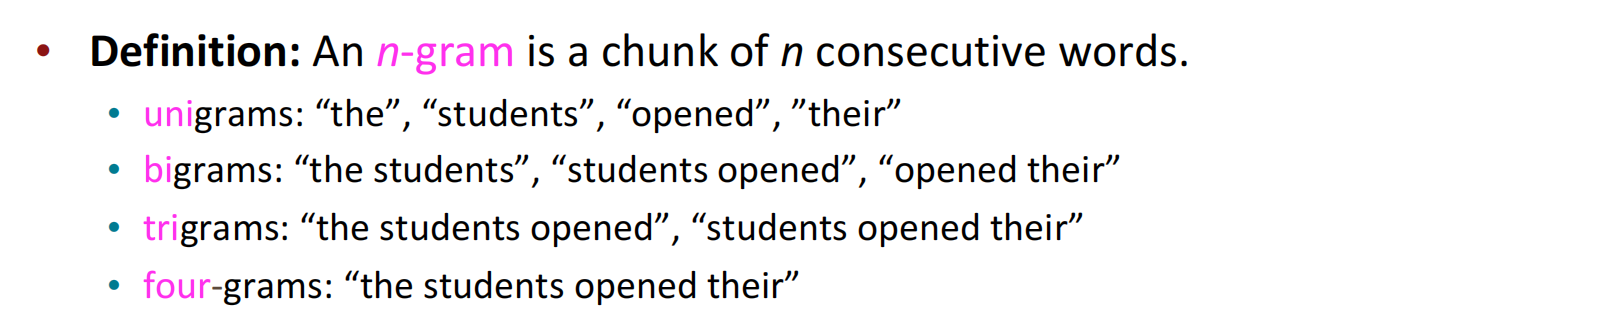 • Definition: An n-gram is a chunk of n consecutive words.
• unigrams: “the”, “students”, “opened”, ”their”
• bigrams: “the students”, “students opened”, “opened their”
• trigrams: “the students opened”, “students opened their”
• four-grams: “the students opened their”